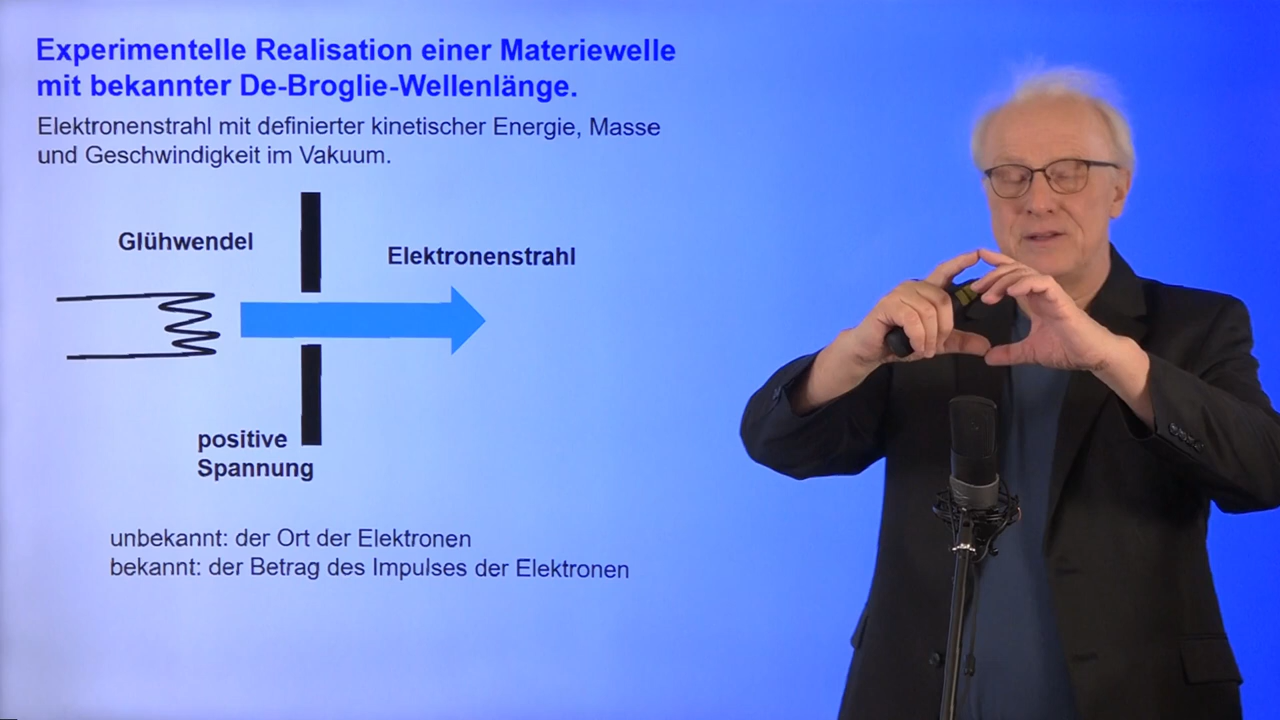 Experimentelle Realisation einer Materiewelle
mit bekannter De-Broglie-Wellenlänge.
Elektronenstrahl mit definierter kinetischer Energie, Masse
und Geschwindigkeit im Vakuum.
Glühwendel
Elektronenstrahl
positive
Spannung
unbekannt: der Ort der Elektronen
bekannt: der Betrag des Impulses der Elektronen